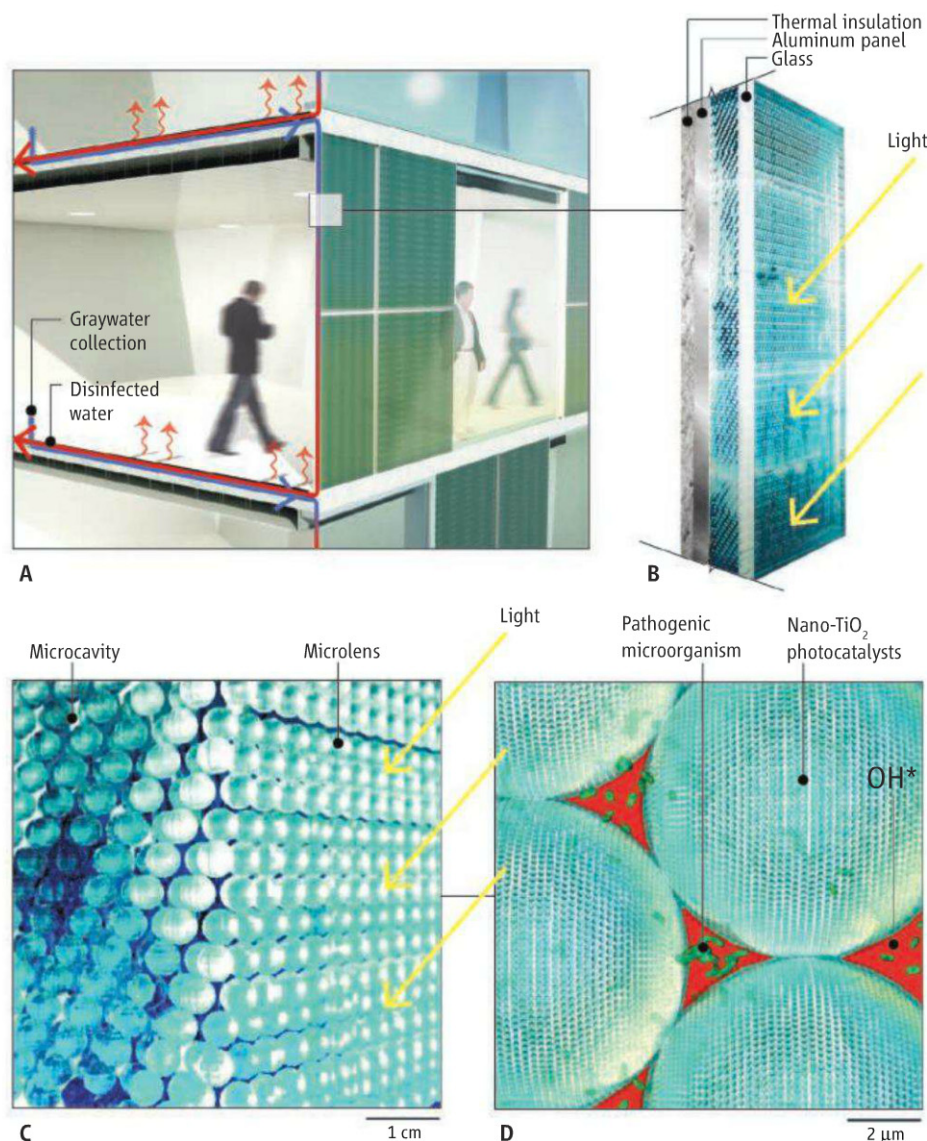 Thermal insulation
Aluminum panel
Glass
Light
Graywater
collection
Disinfected
water
A
B
Light
Microcavity
Microlens
Pathogenic
microorganism
Nano-TiO₂
photocatalysts
OH*
C
1 cm
D
2 µm